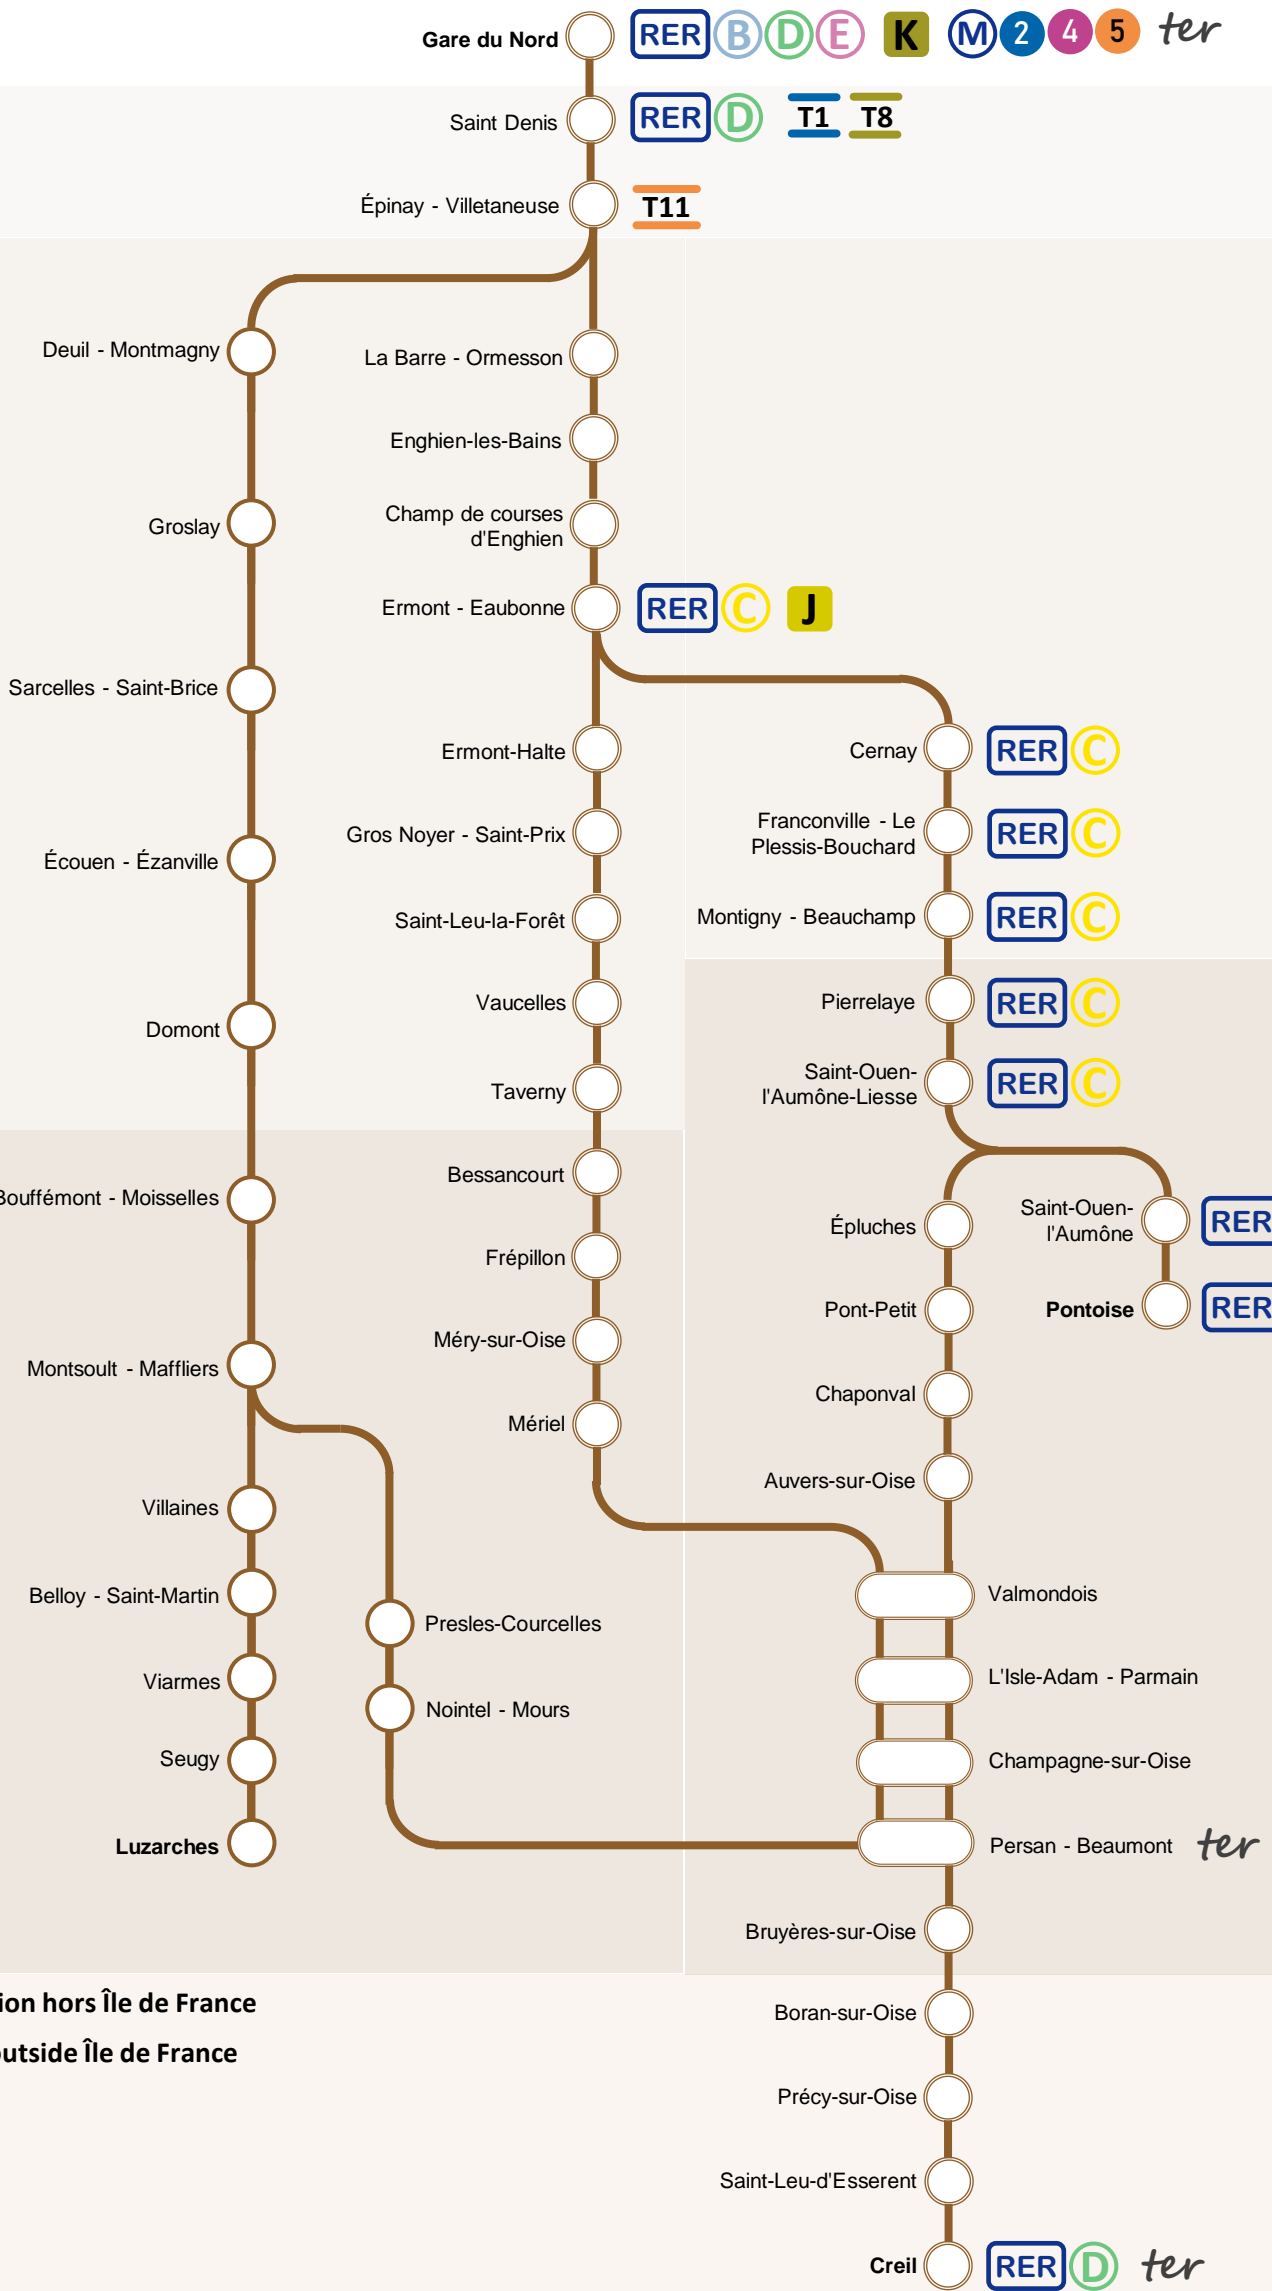 Gare du Nord RER B D E K M 2 4 5 ter
Saint Denis RER D T1 T8
Épinay - Villetaneuse T11
Deuil - Montmagny
La Barre - Ormesson
Enghien-les-Bains
Groslay
Champ de courses
d'Enghien
Ermont - Eaubonne RER C J
Sarcelles - Saint-Brice
Ermont-Halte
Cernay RER C
Gros Noyer - Saint-Prix
Franconville - Le
Plessis-Bouchard
RER C
Écouen - Ézanville
Saint-Leu-la-Forêt
Montigny - Beauchamp RER C
Vaucelles
Pierrelaye RER C
Domont
Taverny
Saint-Ouen-
l'Aumône-Liesse
RER C
Bessancourt
Bouffémont - Moisselles
Épluches
Saint-Ouen-
l'Aumône
RER
Frépillon
Pont-Petit
Pontoise RER
Méry-sur-Oise
Montsoult - Maffliers
Chaponval
Mériel
Auvers-sur-Oise
Villaines
Belloy - Saint-Martin
Valmondois
Presles-Courcelles
Viarmes
L'Isle-Adam - Parmain
Nointel - Mours
Seugy
Champagne-sur-Oise
Luzarches
Persan - Beaumont ter
Bruyères-sur-Oise
ion hors Île de France
Boran-sur-Oise
outside Île de France
Précy-sur-Oise
Saint-Leu-d'Esserent
Creil RER D ter